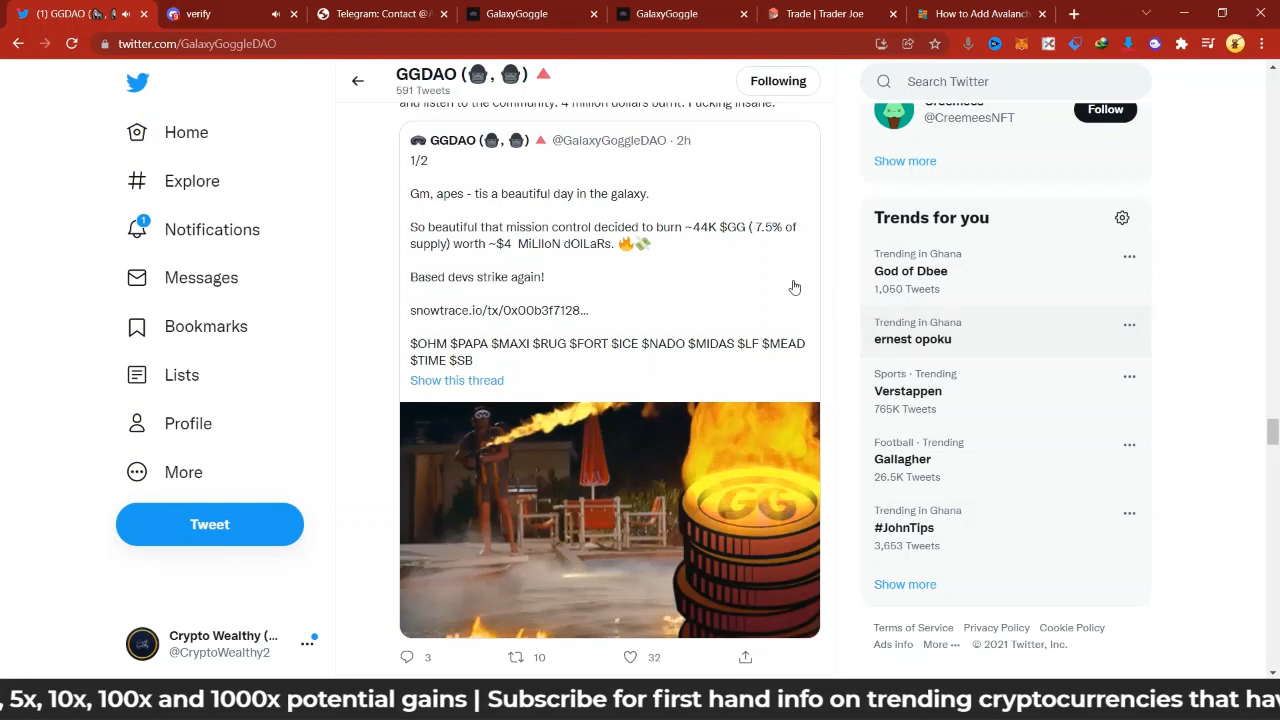 GGDAO (
verify
Telegram: Contact @A
GalaxyGoggle
GalaxyGoggle
Trade | Trader Joe
How to Add Avalanc
twitter.com/GalaxyGoggleDAO
GGDAO ( , )
591 Tweets
Following
and listen to the community. 4 million dollars burnt. Fucking insane.
GGDAO ( , ) @GalaxyGoggleDAO · 2h
1/2
Gm, apes - tis a beautiful day in the galaxy.
So beautiful that mission control decided to burn ~44K $GG ( 7.5% of
supply) worth ~$4 MiLlIoN dOlLaRs. 🔥💸
Based devs strike again!
snowtrace.io/tx/0x00b3f7128…
$OHM $PAPA $MAXI $RUG $FORT $ICE $NADO $MIDAS $LF $MEAD
$TIME $SB
Show this thread
GG
3
10
32
Home
Explore
1
Notifications
Messages
Bookmarks
Lists
Profile
More
Tweet
Crypto Wealthy (...
@CryptoWealthy2
Search Twitter
Creemees
@CreemeesNFT
Follow
Show more
Trends for you
Trending in Ghana
God of Dbee
1,050 Tweets
Trending in Ghana
ernest opoku
Sports · Trending
Verstappen
765K Tweets
Football · Trending
Gallagher
26.5K Tweets
Trending in Ghana
#JohnTips
3,653 Tweets
Show more
Terms of Service Privacy Policy Cookie Policy
Ads info More ··· © 2021 Twitter, Inc.
, 5x, 10x, 100x and 1000x potential gains | Subscribe for first hand info on trending cryptocurrencies that ha